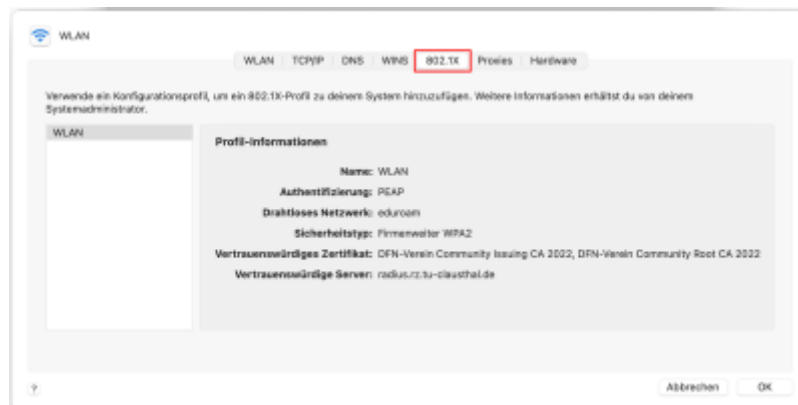 WLAN
WLAN TCP/IP DNS WINS 802.1X Proxies Hardware
Verwende ein Konfigurationsprofil, um ein 802.1X-Profil zu deinem System hinzuzufügen. Weitere Informationen erhältst du von deinem
Systemadministrator.
WLAN
Profil-Informationen
Name: WLAN
Authentifizierung: PEAP
Drahtloses Netzwerk: eduroam
Sicherheitstyp: Firmenweiter WPA2
Vertrauenswürdiges Zertifikat: DFN-Verein Community Issuing CA 2022, DFN-Verein Community Root CA 2022
Vertrauenswürdige Server: radius.rz.tu-clausthal.de
? Abbrechen OK